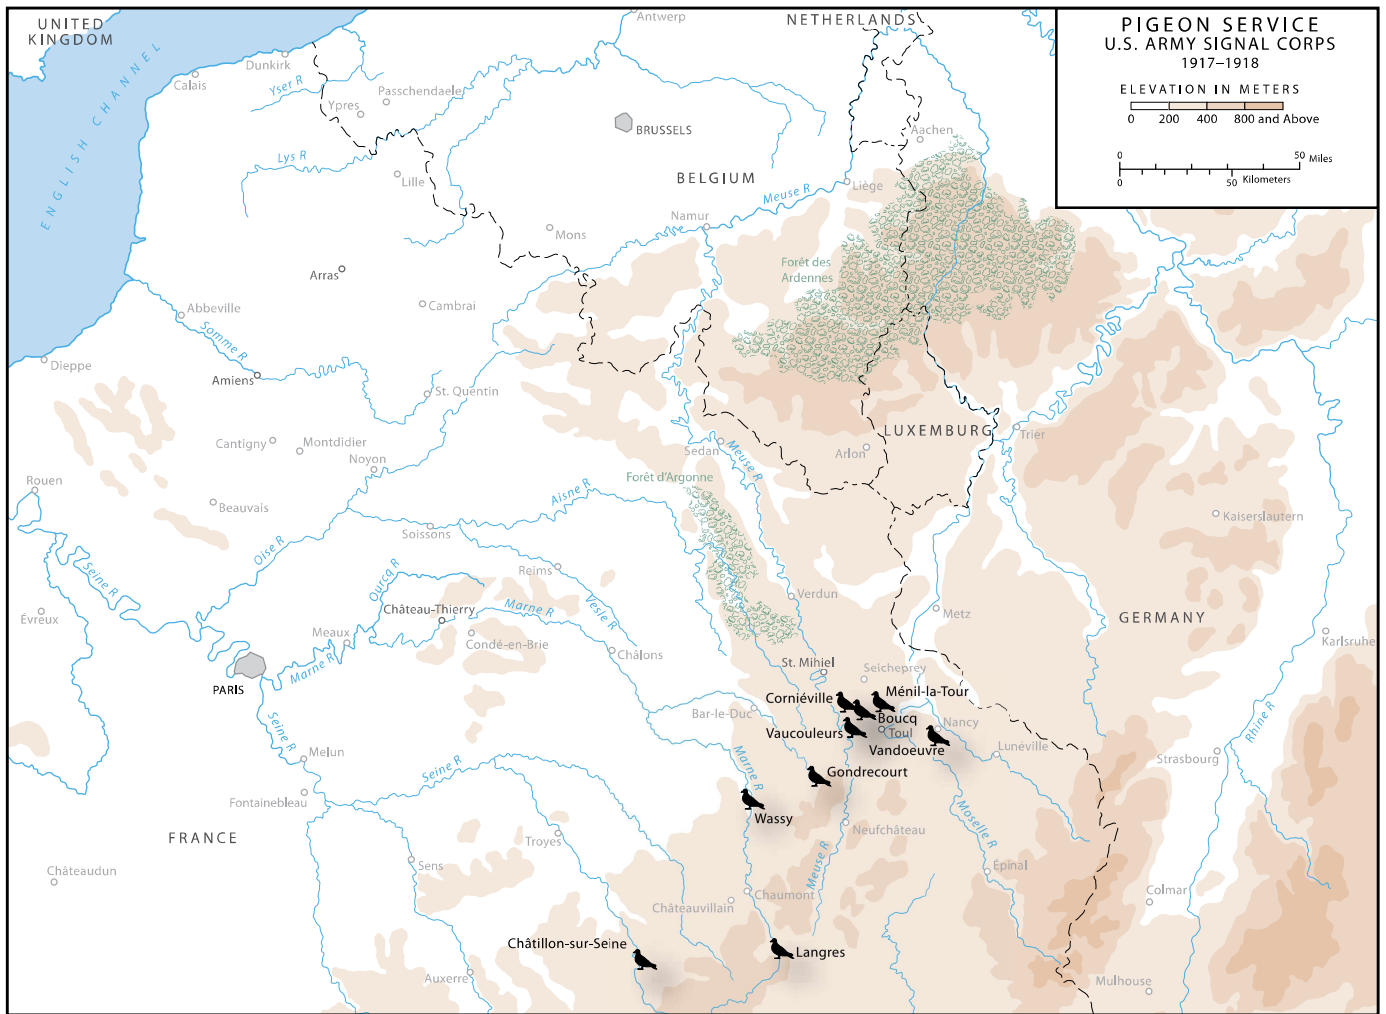 UNITED
KINGDOM
Antwerp
NETHERLANDS
PIGEON SERVICE
U.S. ARMY SIGNAL CORPS
1917–1918
ELEVATION IN METERS
0 200 400 800 and Above
0 50 Miles
0 50 Kilometers
ENGLISH CHANNEL
Dunkirk
Calais
Yser R
Ypres
Passchendaele
BRUSSELS
Aachen
Lys R
Lille
BELGIUM
Meuse R
Liège
Namur
Mons
Arras
Forêt des
Ardennes
Abbeville
Cambrai
Somme R
Dieppe
Amiens
St. Quentin
Cantigny
Montdidier
Noyon
LUXEMBURG
Trier
Sedan
Meuse R
Arlon
Rouen
Forêt d'Argonne
Aisne R
Beauvais
Soissons
Kaiserslautern
Oise R
Seine R
Ourcq R
Reims
Évreux
Château-Thierry
Marne R
Vesle R
Verdun
Metz
GERMANY
Meaux
Condé-en-Brie
Châlons
Karlsruhe
Marne R
PARIS
St. Mihiel
Seicheprey
Corniéville
Ménil-la-Tour
Bar-le-Duc
Boucq
Vaucouleurs
Toul
Nancy
Vandoeuvre
Lunéville
Seine R
Melun
Seine R
Marne R
Gondrecourt
Strasbourg
Rhine R
Fontainebleau
Wassy
Moselle R
FRANCE
Troyes
Neufchâteau
Meuse R
Châteaudun
Sens
Épinal
Chaumont
Châteauvillain
Colmar
Châtillon-sur-Seine
Langres
Auxerre
Mulhouse